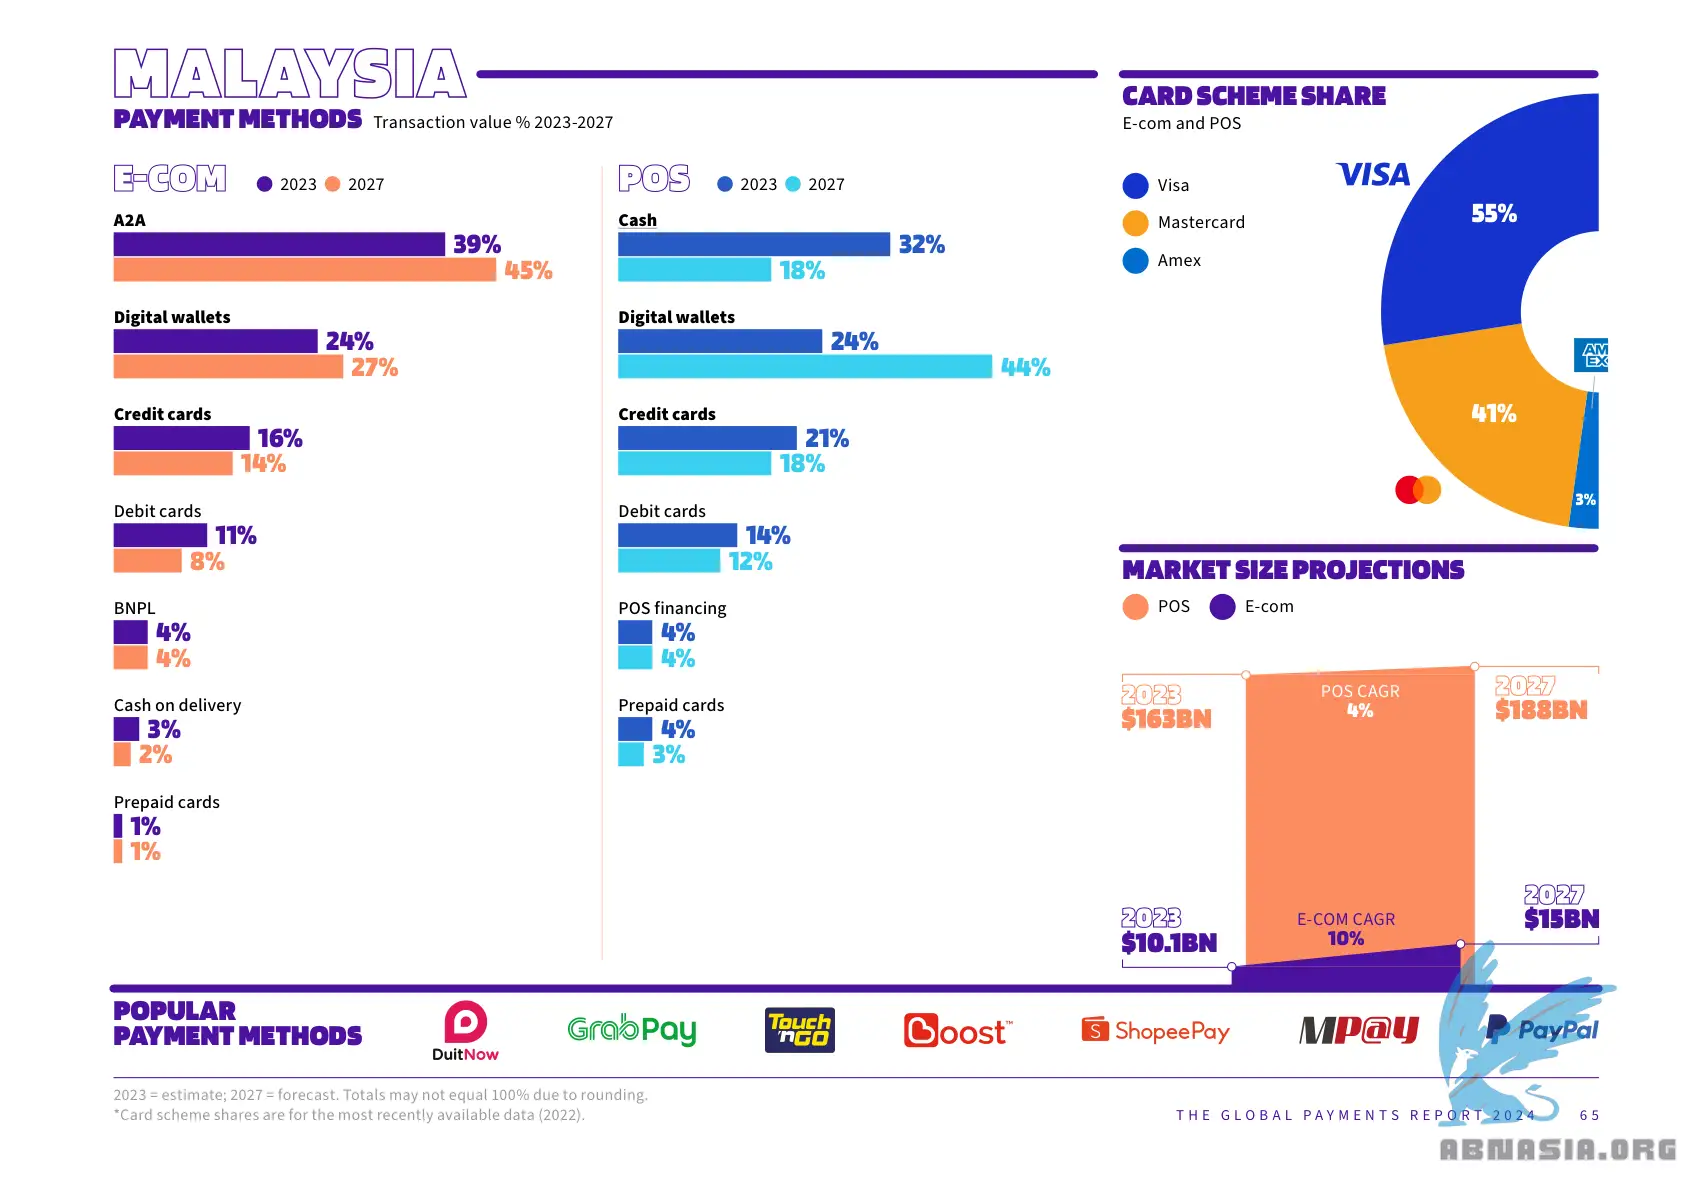 MALAYSIA
PAYMENT METHODS Transaction value % 2023-2027
E-COM 2023 2027
A2A
39%
45%
Digital wallets
24%
27%
Credit cards
16%
14%
Debit cards
11%
8%
BNPL
4%
4%
Cash on delivery
3%
2%
Prepaid cards
1%
1%
POS 2023 2027
Cash
32%
18%
Digital wallets
24%
44%
Credit cards
21%
18%
Debit cards
14%
12%
POS financing
4%
4%
Prepaid cards
4%
3%
CARD SCHEME SHARE
E-com and POS
Visa
Mastercard
Amex
VISA
55%
AM
EX
41%
3%
MARKET SIZE PROJECTIONS
POS E-com
2023
$163BN
POS CAGR
4%
2027
$188BN
2023
$10.1BN
E-COM CAGR
10%
2027
$15BN
POPULAR
PAYMENT METHODS
DuitNow
GrabPay
Touch
'n GO
Boost™
S ShopeePay
MP@Y
PayPal
2023 = estimate; 2027 = forecast. Totals may not equal 100% due to rounding.
*Card scheme shares are for the most recently available data (2022).
THE GLOBAL PAYMENTS REPORT 2024 65
ABNASIA.ORG